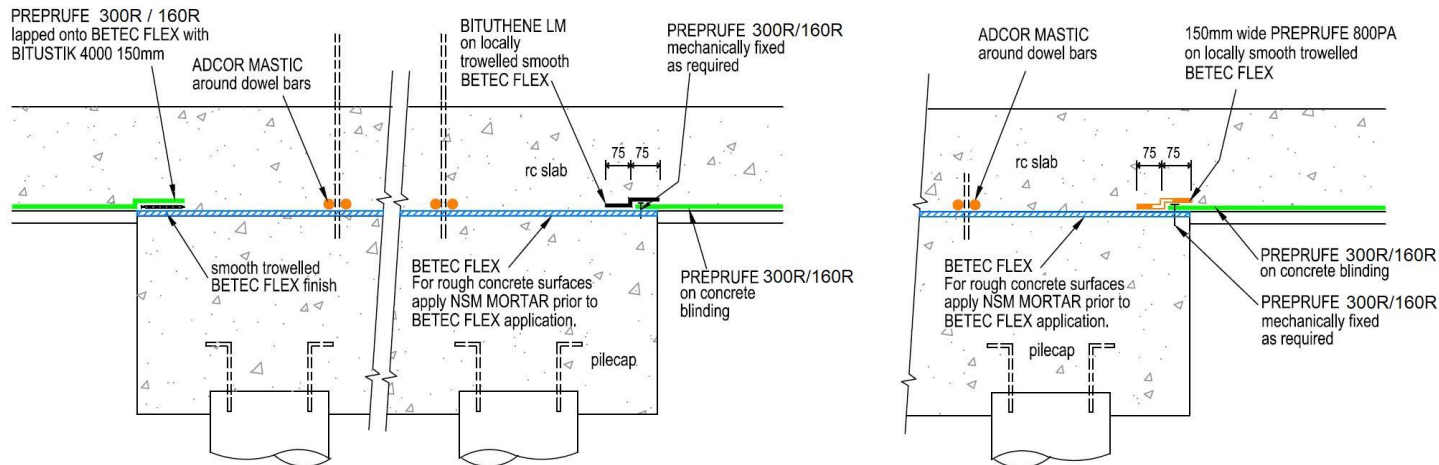 PREPRUFE 300R / 160R
lapped onto BETEC FLEX with
BITUSTIK 4000 150mm
ADCOR MASTIC
around dowel bars
BITUTHENE LM
on locally
trowelled smooth
BETEC FLEX
PREPRUFE 300R/160R
mechanically fixed
as required
75
75
rc slab
smooth trowelled
BETEC FLEX finish
BETEC FLEX
For rough concrete surfaces
apply NSM MORTAR prior to
BETEC FLEX application.
PREPRUFE 300R/160R
on concrete
blinding
pilecap
ADCOR MASTIC
around dowel bars
150mm wide PREPRUFE 800PA
on locally smooth trowelled
BETEC FLEX
75
75
rc slab
BETEC FLEX
For rough concrete surfaces
apply NSM MORTAR prior to
BETEC FLEX application.
PREPRUFE 300R/160R
on concrete blinding
PREPRUFE 300R/160R
mechanically fixed
as required
pilecap